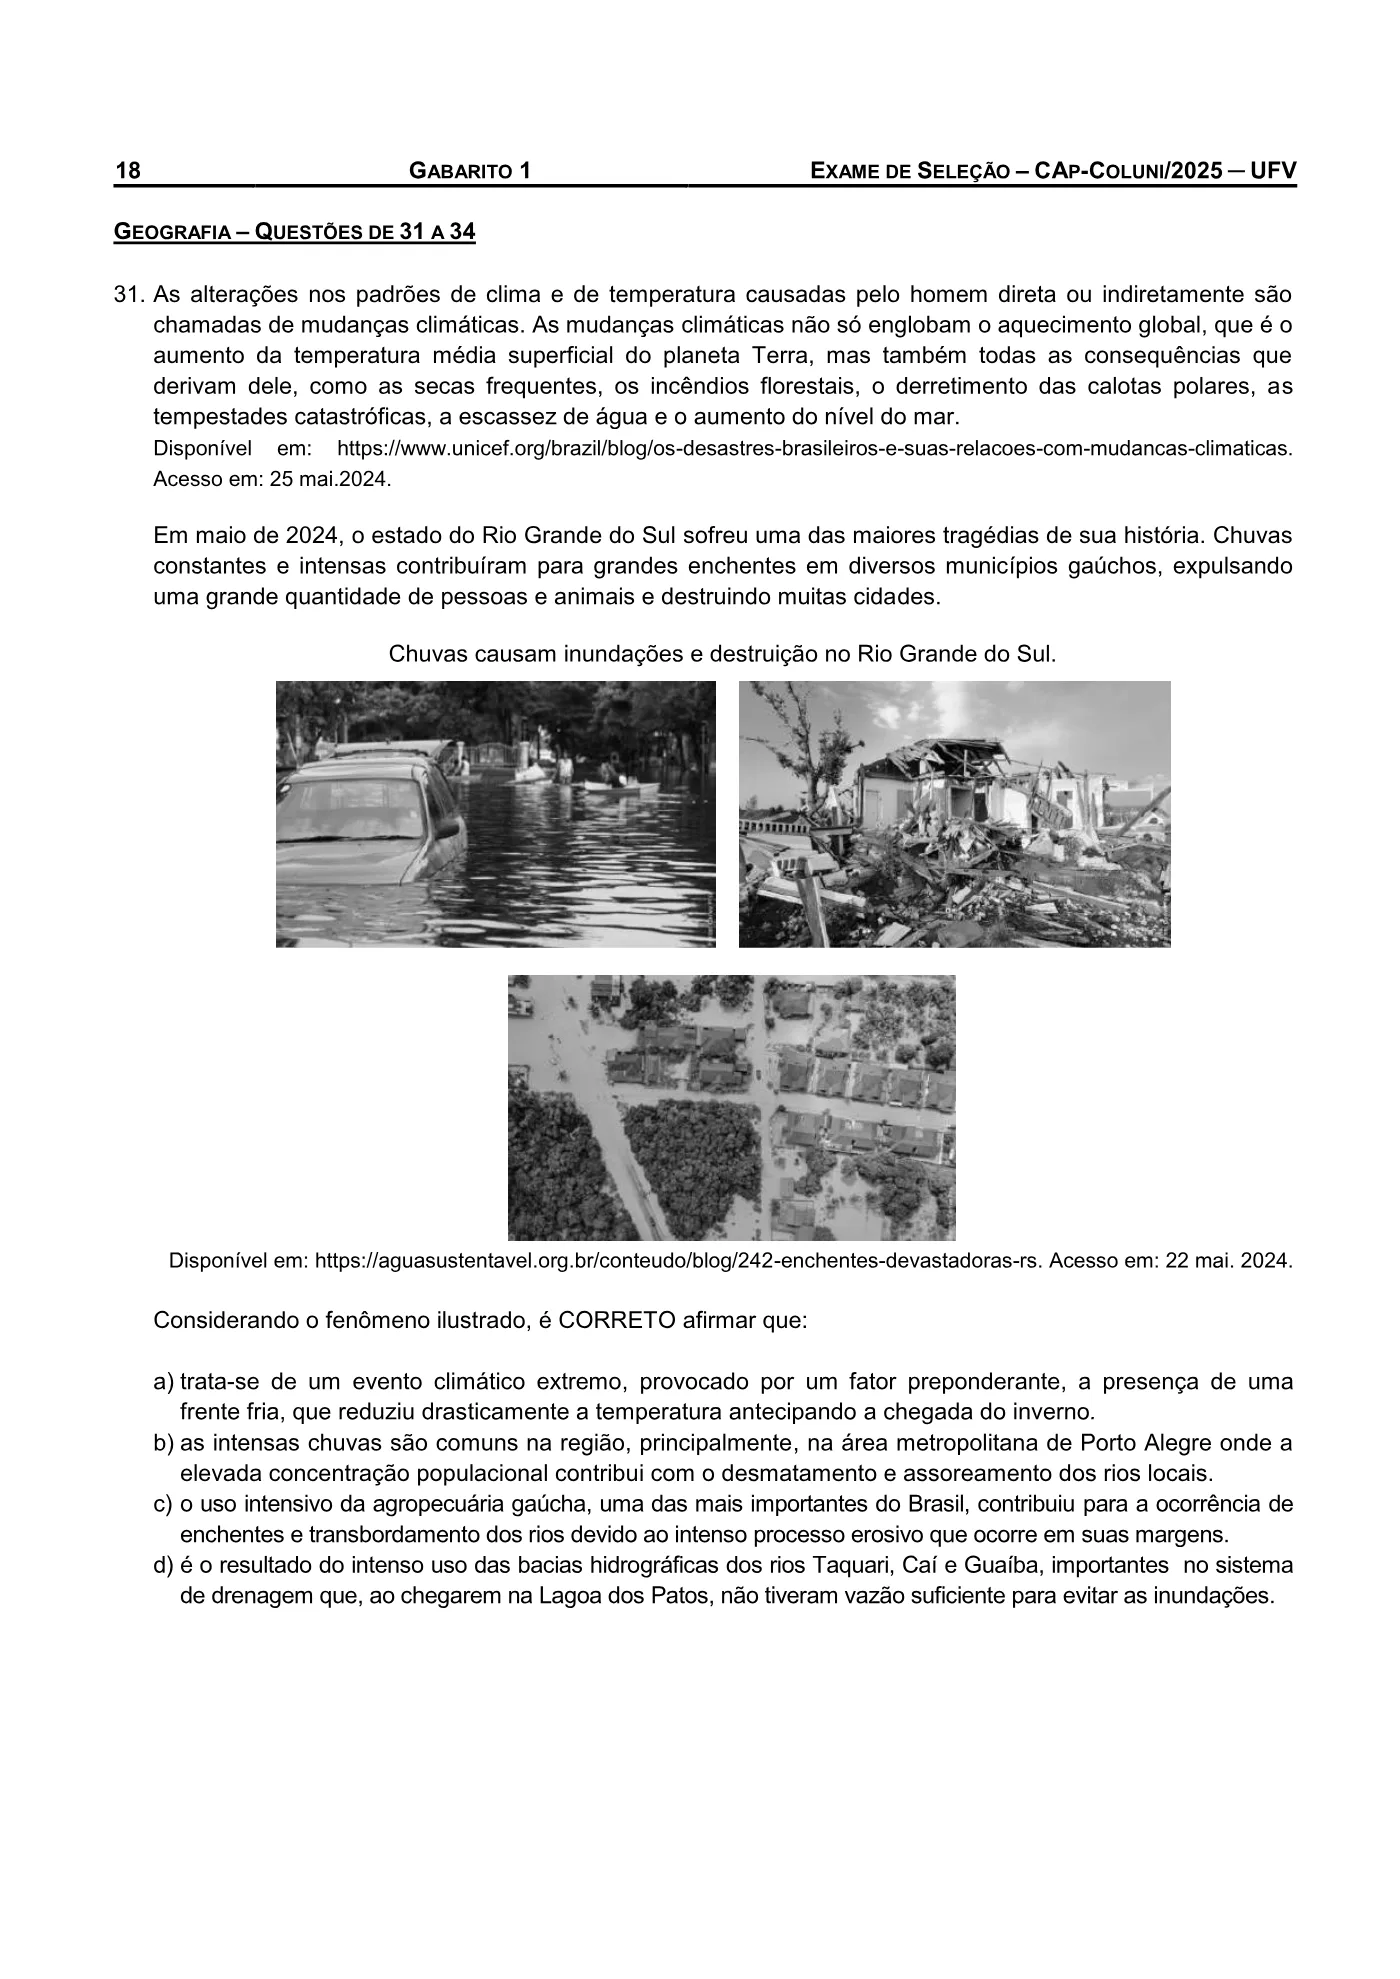 18 GABARITO 1 EXAME DE SELEÇÃO – CAP-COLUNI/2025 — UFV
GEOGRAFIA – QUESTÕES DE 31 A 34
31. As alterações nos padrões de clima e de temperatura causadas pelo homem direta ou indiretamente são
chamadas de mudanças climáticas. As mudanças climáticas não só englobam o aquecimento global, que é o
aumento da temperatura média superficial do planeta Terra, mas também todas as consequências que
derivam dele, como as secas frequentes, os incêndios florestais, o derretimento das calotas polares, as
tempestades catastróficas, a escassez de água e o aumento do nível do mar.
Disponível em: https://www.unicef.org/brazil/blog/os-desastres-brasileiros-e-suas-relacoes-com-mudancas-climaticas.
Acesso em: 25 mai.2024.
Em maio de 2024, o estado do Rio Grande do Sul sofreu uma das maiores tragédias de sua história. Chuvas
constantes e intensas contribuíram para grandes enchentes em diversos municípios gaúchos, expulsando
uma grande quantidade de pessoas e animais e destruindo muitas cidades.
Chuvas causam inundações e destruição no Rio Grande do Sul.
Disponível em: https://aguasustentavel.org.br/conteudo/blog/242-enchentes-devastadoras-rs. Acesso em: 22 mai. 2024.
Considerando o fenômeno ilustrado, é CORRETO afirmar que:
a) trata-se de um evento climático extremo, provocado por um fator preponderante, a presença de uma
frente fria, que reduziu drasticamente a temperatura antecipando a chegada do inverno.
b) as intensas chuvas são comuns na região, principalmente, na área metropolitana de Porto Alegre onde a
elevada concentração populacional contribui com o desmatamento e assoreamento dos rios locais.
c) o uso intensivo da agropecuária gaúcha, uma das mais importantes do Brasil, contribuiu para a ocorrência de
enchentes e transbordamento dos rios devido ao intenso processo erosivo que ocorre em suas margens.
d) é o resultado do intenso uso das bacias hidrográficas dos rios Taquari, Caí e Guaíba, importantes no sistema
de drenagem que, ao chegarem na Lagoa dos Patos, não tiveram vazão suficiente para evitar as inundações.